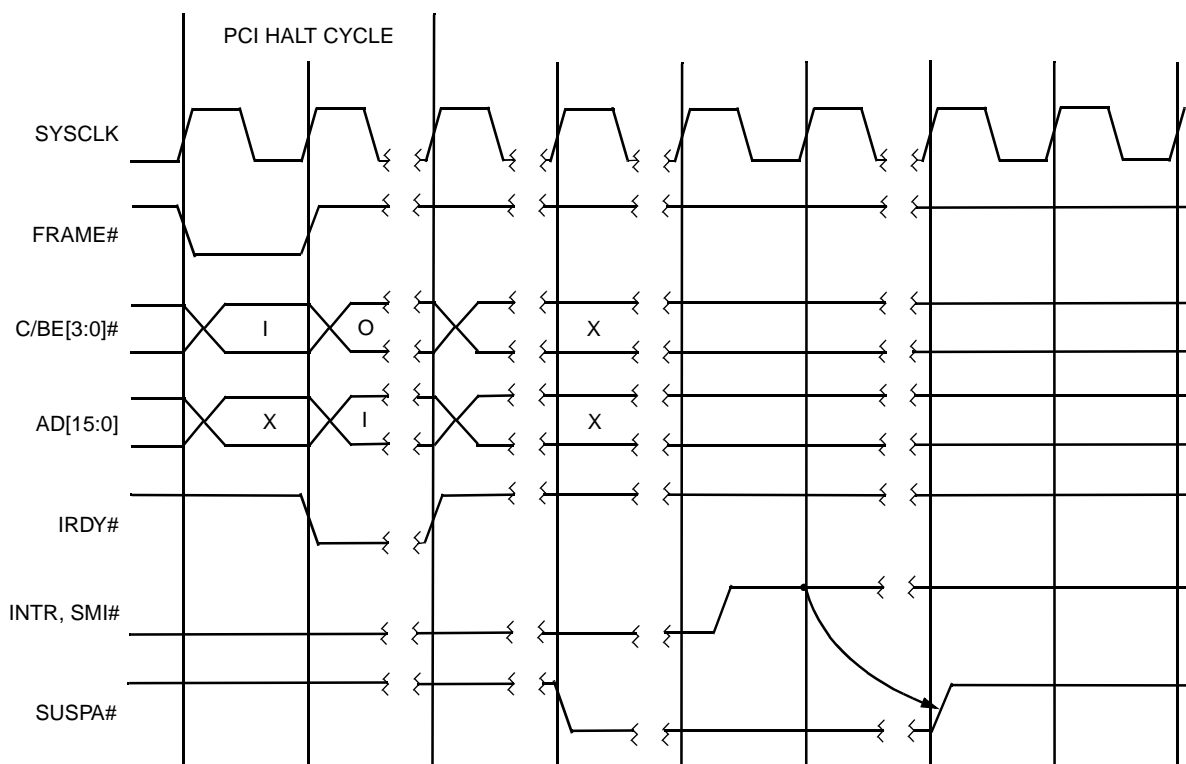 PCI HALT CYCLE
SYSCLK
FRAME#
C/BE[3:0]# I O X
AD[15:0] X I X
IRDY#
INTR, SMI#
SUSPA#